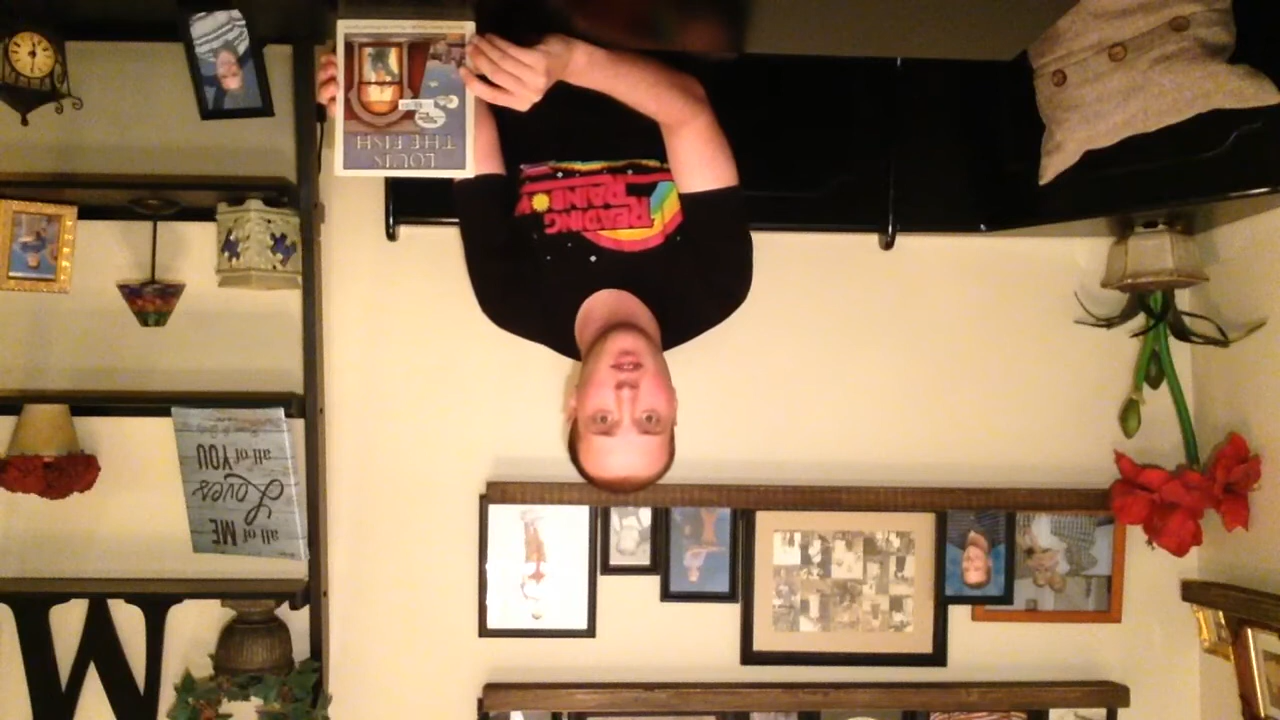 LOUIS
THE FISH
READING
RAINBOW
all of ME
Loves
all of YOU
M